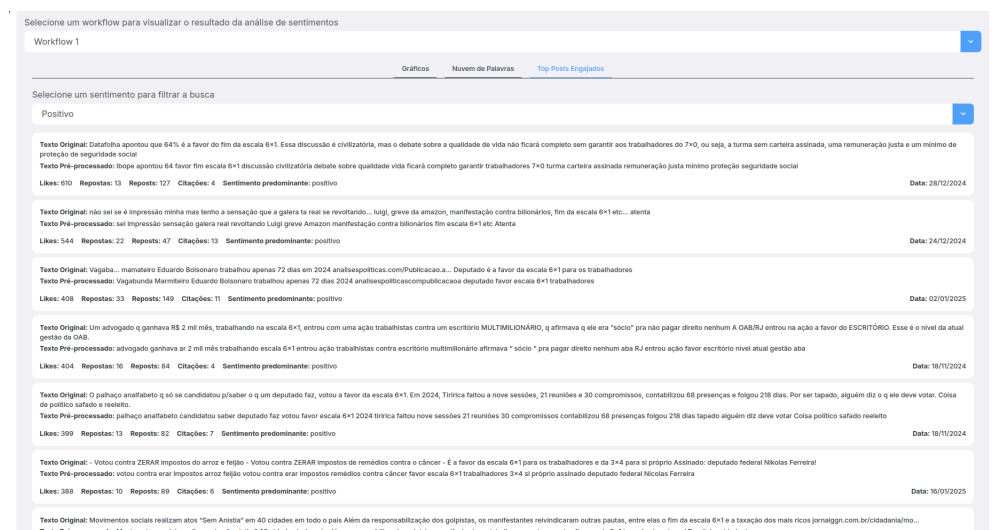 Selecione um workflow para visualizar o resultado da análise de sentimentos
Workflow 1
Gráficos Nuvem de Palavras Top Posts Engajados
Selecione um sentimento para filtrar a busca
Positivo
Texto Original: Datafolha apontou que 64% é a favor do fim da escala 6×1. Essa discussão é civilizatória, mas o debate sobre a qualidade de vida não ficará completo sem garantir aos trabalhadores do 7×0, ou seja, a turma sem carteira assinada, uma remuneração justa e um mínimo de
proteção de seguridade social
Texto Pré-processado: Ibope apontou 64 favor fim escala 6×1 discussão civilizatória debate sobre qualidade vida ficará completo garantir trabalhadores 7×0 turma carteira assinada remuneração justa mínimo proteção seguridade social
Likes: 610 Repostas: 13 Reposts: 127 Citações: 4 Sentimento predominante: positivo Data: 28/12/2024
Texto Original: não sei se é impressão minha mas tenho a sensação que a galera ta real se revoltando... luigi, greve da amazon, manifestação contra bilionários, fim da escala 6×1 etc... atenta
Texto Pré-processado: sei impressão sensação galera real revoltando Luigi greve Amazon manifestação contra bilionários fim escala 6×1 etc Atenta
Likes: 544 Repostas: 22 Reposts: 47 Citações: 13 Sentimento predominante: positivo Data: 24/12/2024
Texto Original: Vagaba... mamateiro Eduardo Bolsonaro trabalhou apenas 72 dias em 2024 analisespoliticas.com/Publicacao.a... Deputado é a favor da escala 6×1 para os trabalhadores
Texto Pré-processado: Vagabunda Marmiteiro Eduardo Bolsonaro trabalhou apenas 72 dias 2024 analisespoliticascompublicacaoa deputado favor escala 6×1 trabalhadores
Likes: 408 Repostas: 33 Reposts: 149 Citações: 11 Sentimento predominante: positivo Data: 02/01/2025
Texto Original: Um advogado q ganhava R$ 2 mil mês, trabalhando na escala 6×1, entrou com uma ação trabalhistas contra um escritório MULTIMILIONÁRIO, q afirmava q ele era “sócio” pra não pagar direito nenhum A OAB/RJ entrou na ação a favor do ESCRITÓRIO. Esse é o nível da atual
gestão da OAB.
Texto Pré-processado: advogado ganhava ar 2 mil mês trabalhando escala 6×1 entrou ação trabalhistas contra escritório multimilionário afirmava “ sócio ” pra pagar direito nenhum aba RJ entrou ação favor escritório nível atual gestão aba
Likes: 404 Repostas: 16 Reposts: 84 Citações: 4 Sentimento predominante: positivo Data: 18/11/2024
Texto Original: O palhaço analfabeto q só se candidatou p/saber o q um deputado faz, votou a favor da escala 6×1. Em 2024, Tiririca faltou a nove sessões, 21 reuniões e 30 compromissos, contabilizou 68 presenças e folgou 218 dias. Por ser tapado, alguém diz o q ele deve votar. Coisa
de político safado e reeleito.
Texto Pré-processado: palhaço analfabeto candidatou saber deputado faz votou favor escala 6×1 2024 tiririca faltou nove sessões 21 reuniões 30 compromissos contabilizou 68 presenças folgou 218 dias tapado alguém diz deve votar Coisa político safado reeleito
Likes: 399 Repostas: 13 Reposts: 82 Citações: 7 Sentimento predominante: positivo Data: 18/11/2024
Texto Original: - Votou contra ZERAR impostos do arroz e feijão - Votou contra ZERAR impostos de remédios contra o câncer - É a favor da escala 6×1 para os trabalhadores e da 3×4 para si próprio Assinado: deputado federal Nikolas Ferreira!
Texto Pré-processado: votou contra erar impostos arroz feijão votou contra erar impostos remédios contra câncer favor escala 6×1 trabalhadores 3×4 si próprio assinado deputado federal Nikolas Ferreira
Likes: 388 Repostas: 10 Reposts: 89 Citações: 6 Sentimento predominante: positivo Data: 16/01/2025
Texto Original: Movimentos sociais realizam atos “Sem Anistia” em 40 cidades em todo o país Além da responsabilização dos golpistas, os manifestantes reivindicaram outras pautas, entre elas o fim da escala 6×1 e a taxação dos mais ricos jornalggn.com.br/cidadania/mo...